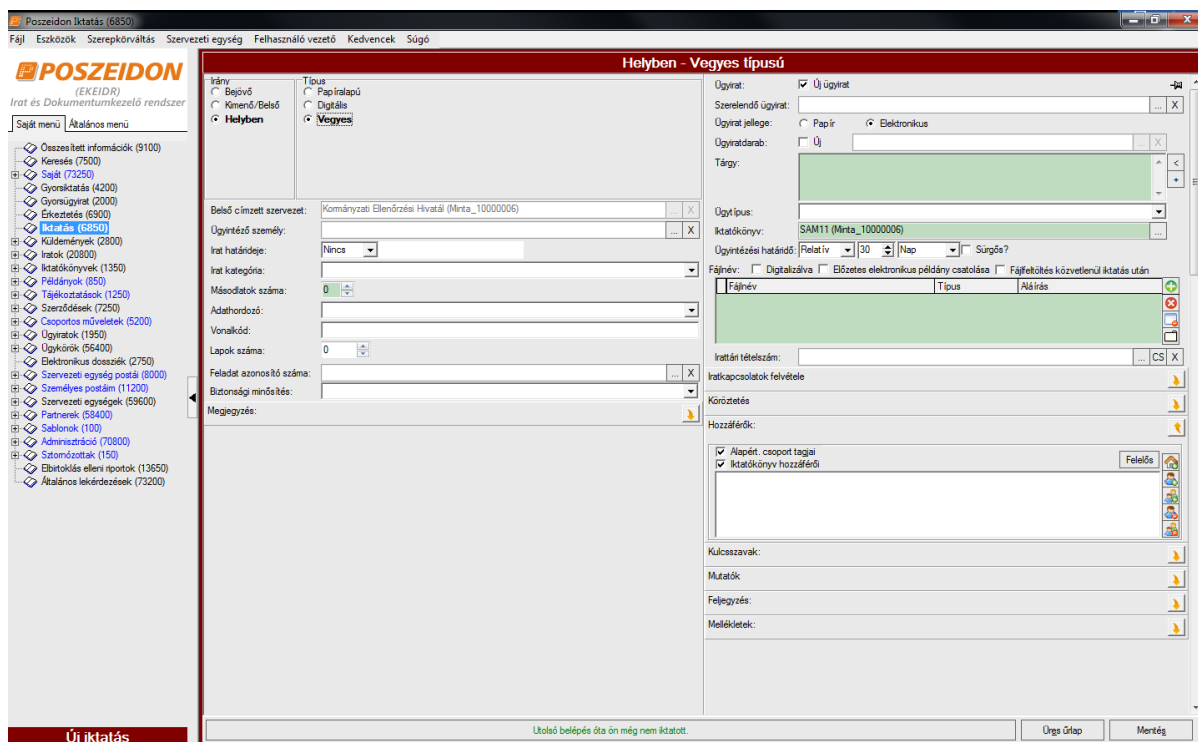 Poszeidon Iktatás (6850)
Fájl Eszközök Szerepkörváltás Szervezeti egység Felhasználó vezető Kedvencek Súgó
POSZEIDON
(EKEIDR)
Irat és Dokumentumkezelő rendszer
Saját menü Általános menü
Összesített információk (9100)
Keresés (7500)
Saját (73250)
Gyorsiktatás (4200)
Gyorsügyirat (2000)
Érkeztetés (6900)
Iktatás (6850)
Küldemények (2800)
Iratok (20800)
Iktatókönyvek (1350)
Példányok (850)
Tájékoztatások (1250)
Szerződések (7250)
Csoportos műveletek (5200)
Ügyiratok (1950)
Ügykörök (56400)
Elektronikus dossziék (2750)
Szervezeti egység postái (8000)
Személyes postáim (11200)
Szervezeti egységek (59600)
Partnerek (58400)
Sablonok (100)
Adminisztráció (70800)
Sztornózottak (150)
Elbirtoklás elleni riportok (13650)
Általános lekérdezések (73200)
Új iktatás
Helyben - Vegyes típusú
Irány
Bejövő
Kimenő/Belső
Helyben
Típus
Papíralapú
Digitális
Vegyes
Belső címzett szervezet: Kormányzati Ellenőrzési Hivatal (Minta_10000006) ... X
Ügyintéző személy: ... X
Irat határideje: Nincs
Irat kategória:
Másodlatok száma: 0
Adathordozó:
Vonalkód:
Lapok száma: 0
Feladat azonosító száma: ... X
Biztonsági minősítés:
Megjegyzés:
Ügyirat: Új ügyirat
Szerelendő ügyirat: ... X
Ügyirat jellege: Papír Elektronikus
Ügyiratdarab: Új ... X
Tárgy: <
+
Ügytípus:
Iktatókönyv: SAM11 (Minta_10000006) ...
Ügyintézési határidő: Relatív 30 Nap Sürgős?
Fájlnév: Digitalizálva Előzetes elektronikus példány csatolása Fájlfeltöltés közvetlenül iktatás után
Fájlnév Típus Aláírás
Irattári tételszám: ... CS X
Iratkapcsolatok felvétele
Köröztetés
Hozzáférők:
Alapért. csoport tagjai
Iktatókönyv hozzáférői
Felelős
Kulcsszavak:
Mutatók
Feljegyzés:
Mellékletek:
Utolsó belépés óta ön még nem iktatott.
Üres űrlap
Mentés